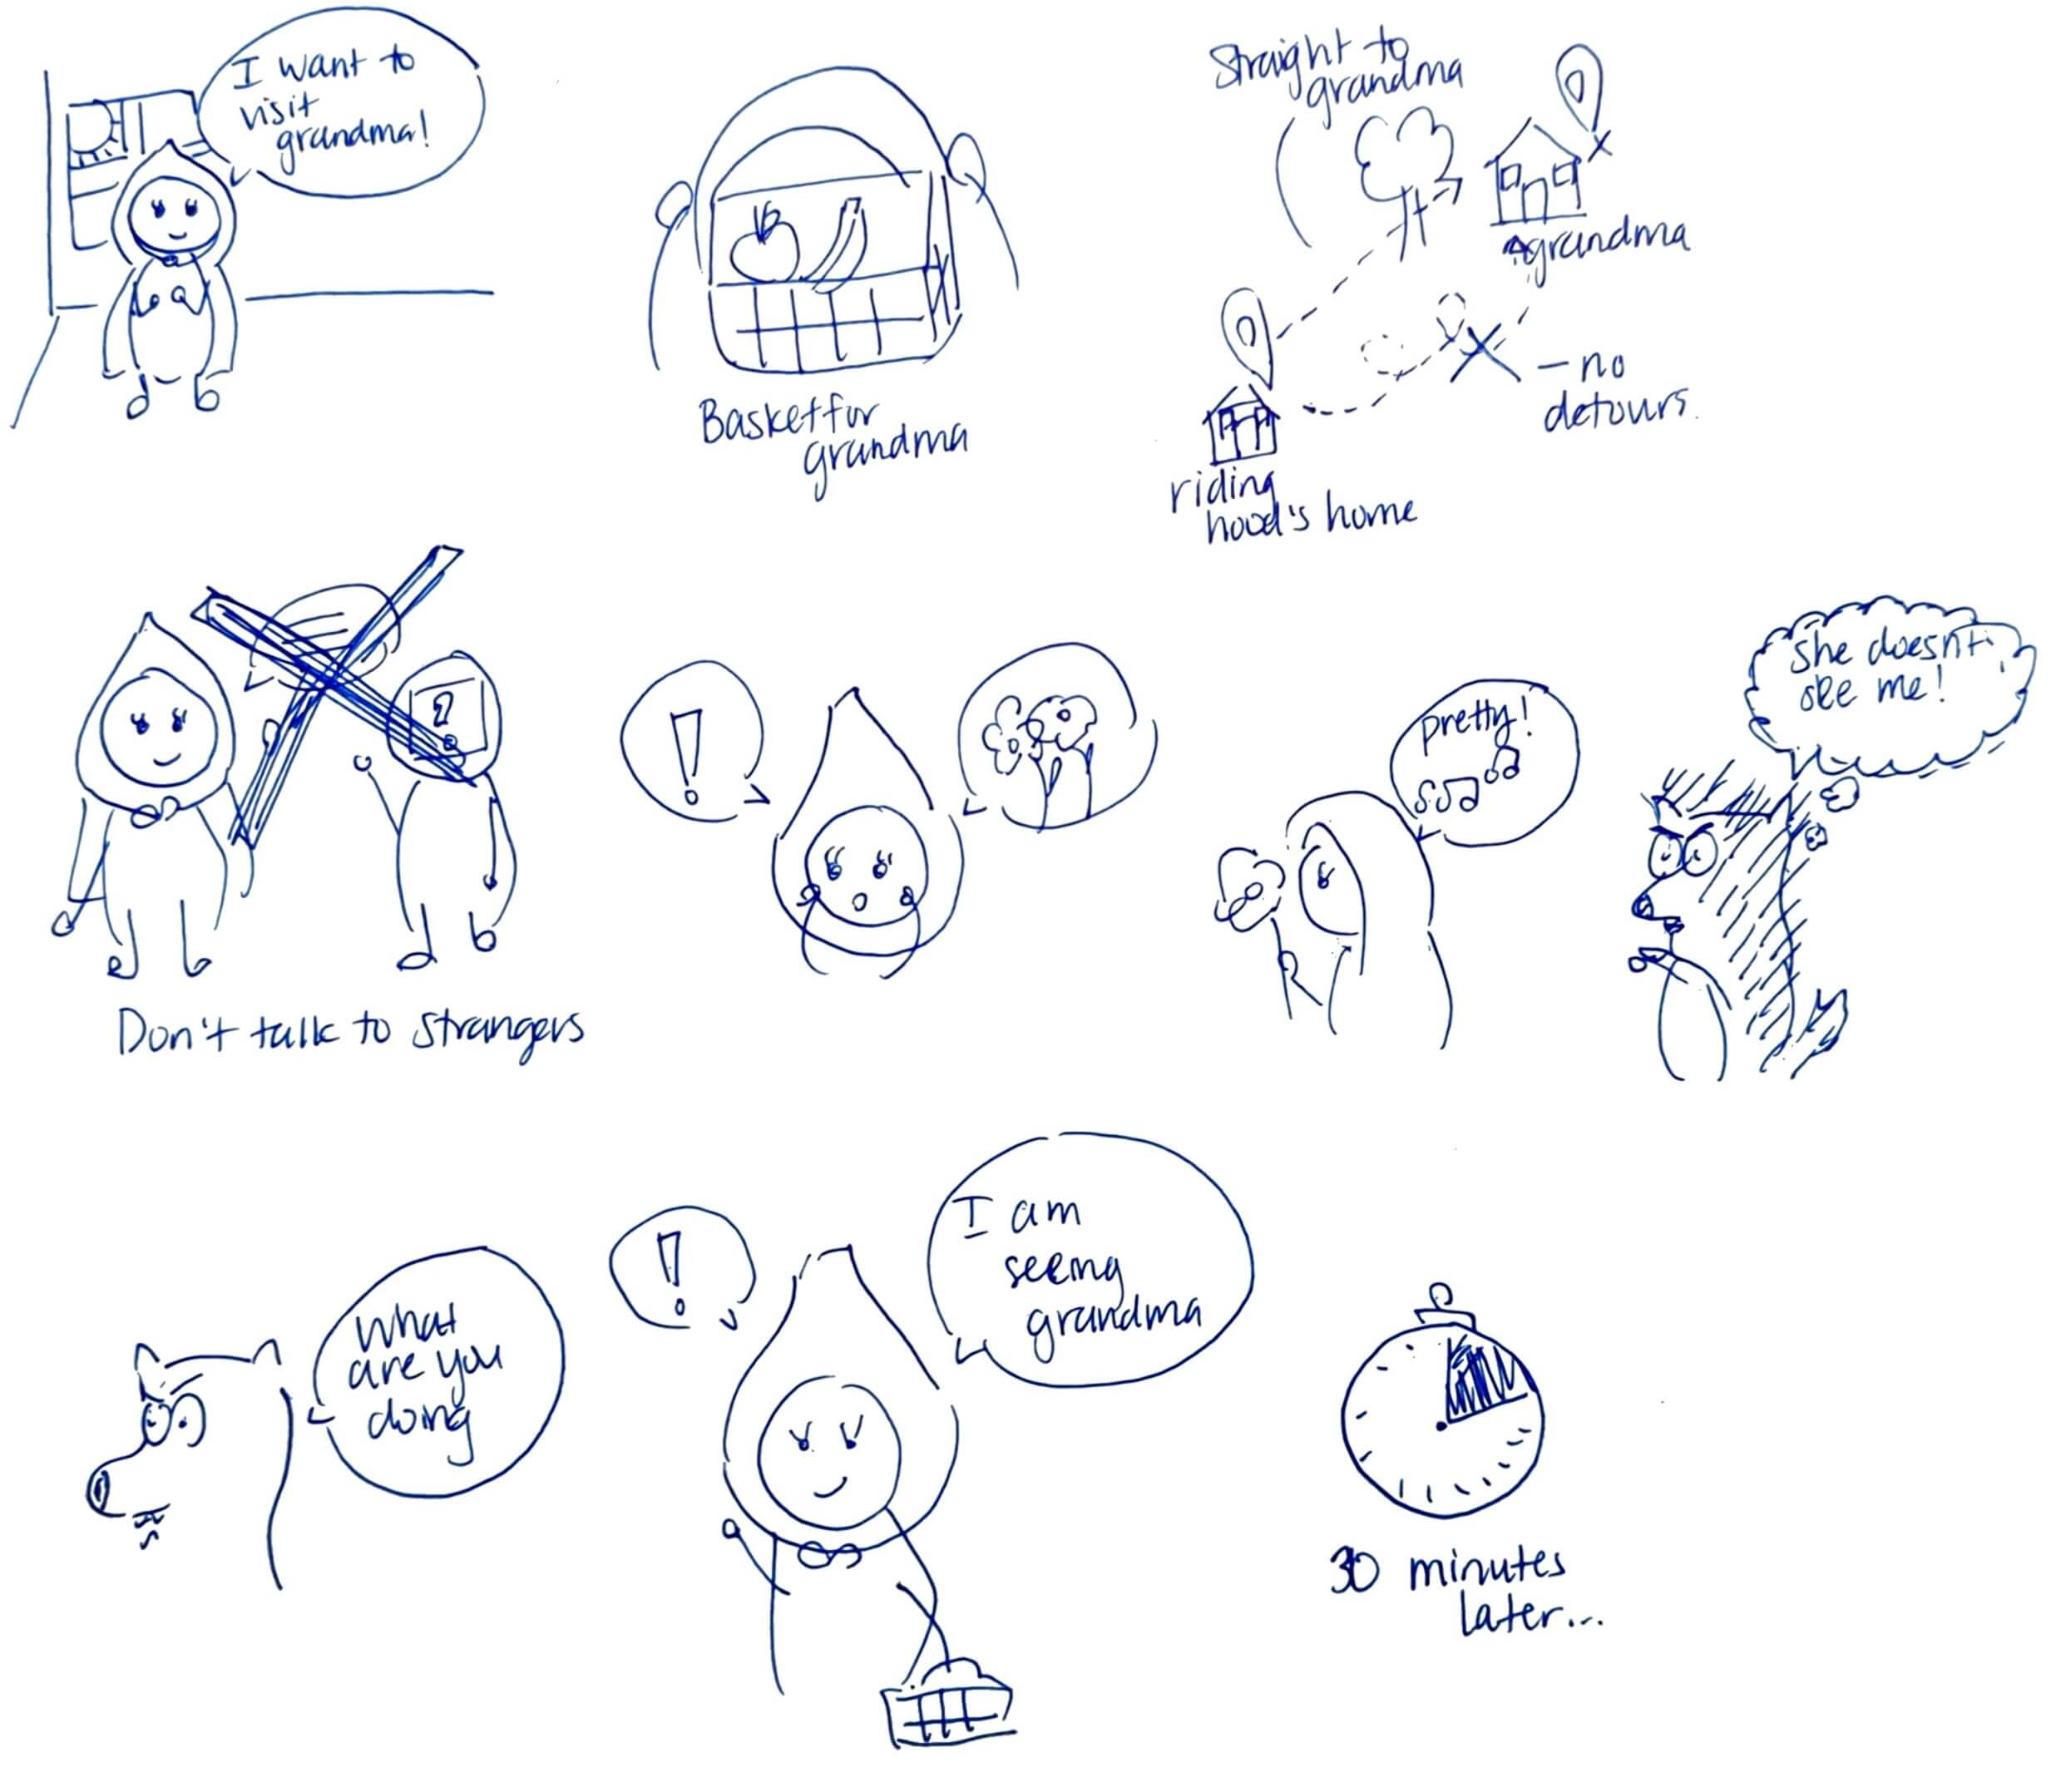 I want to
visit
grandma!
Basket for
grandma
Straight to
grandma
grandma
- no
detours.
riding
hood's home
?
Don't talk to strangers
!
pretty!
She doesn't
see me!
What
are you
doing
!
I am
seeing
grandma
30 minutes
later...